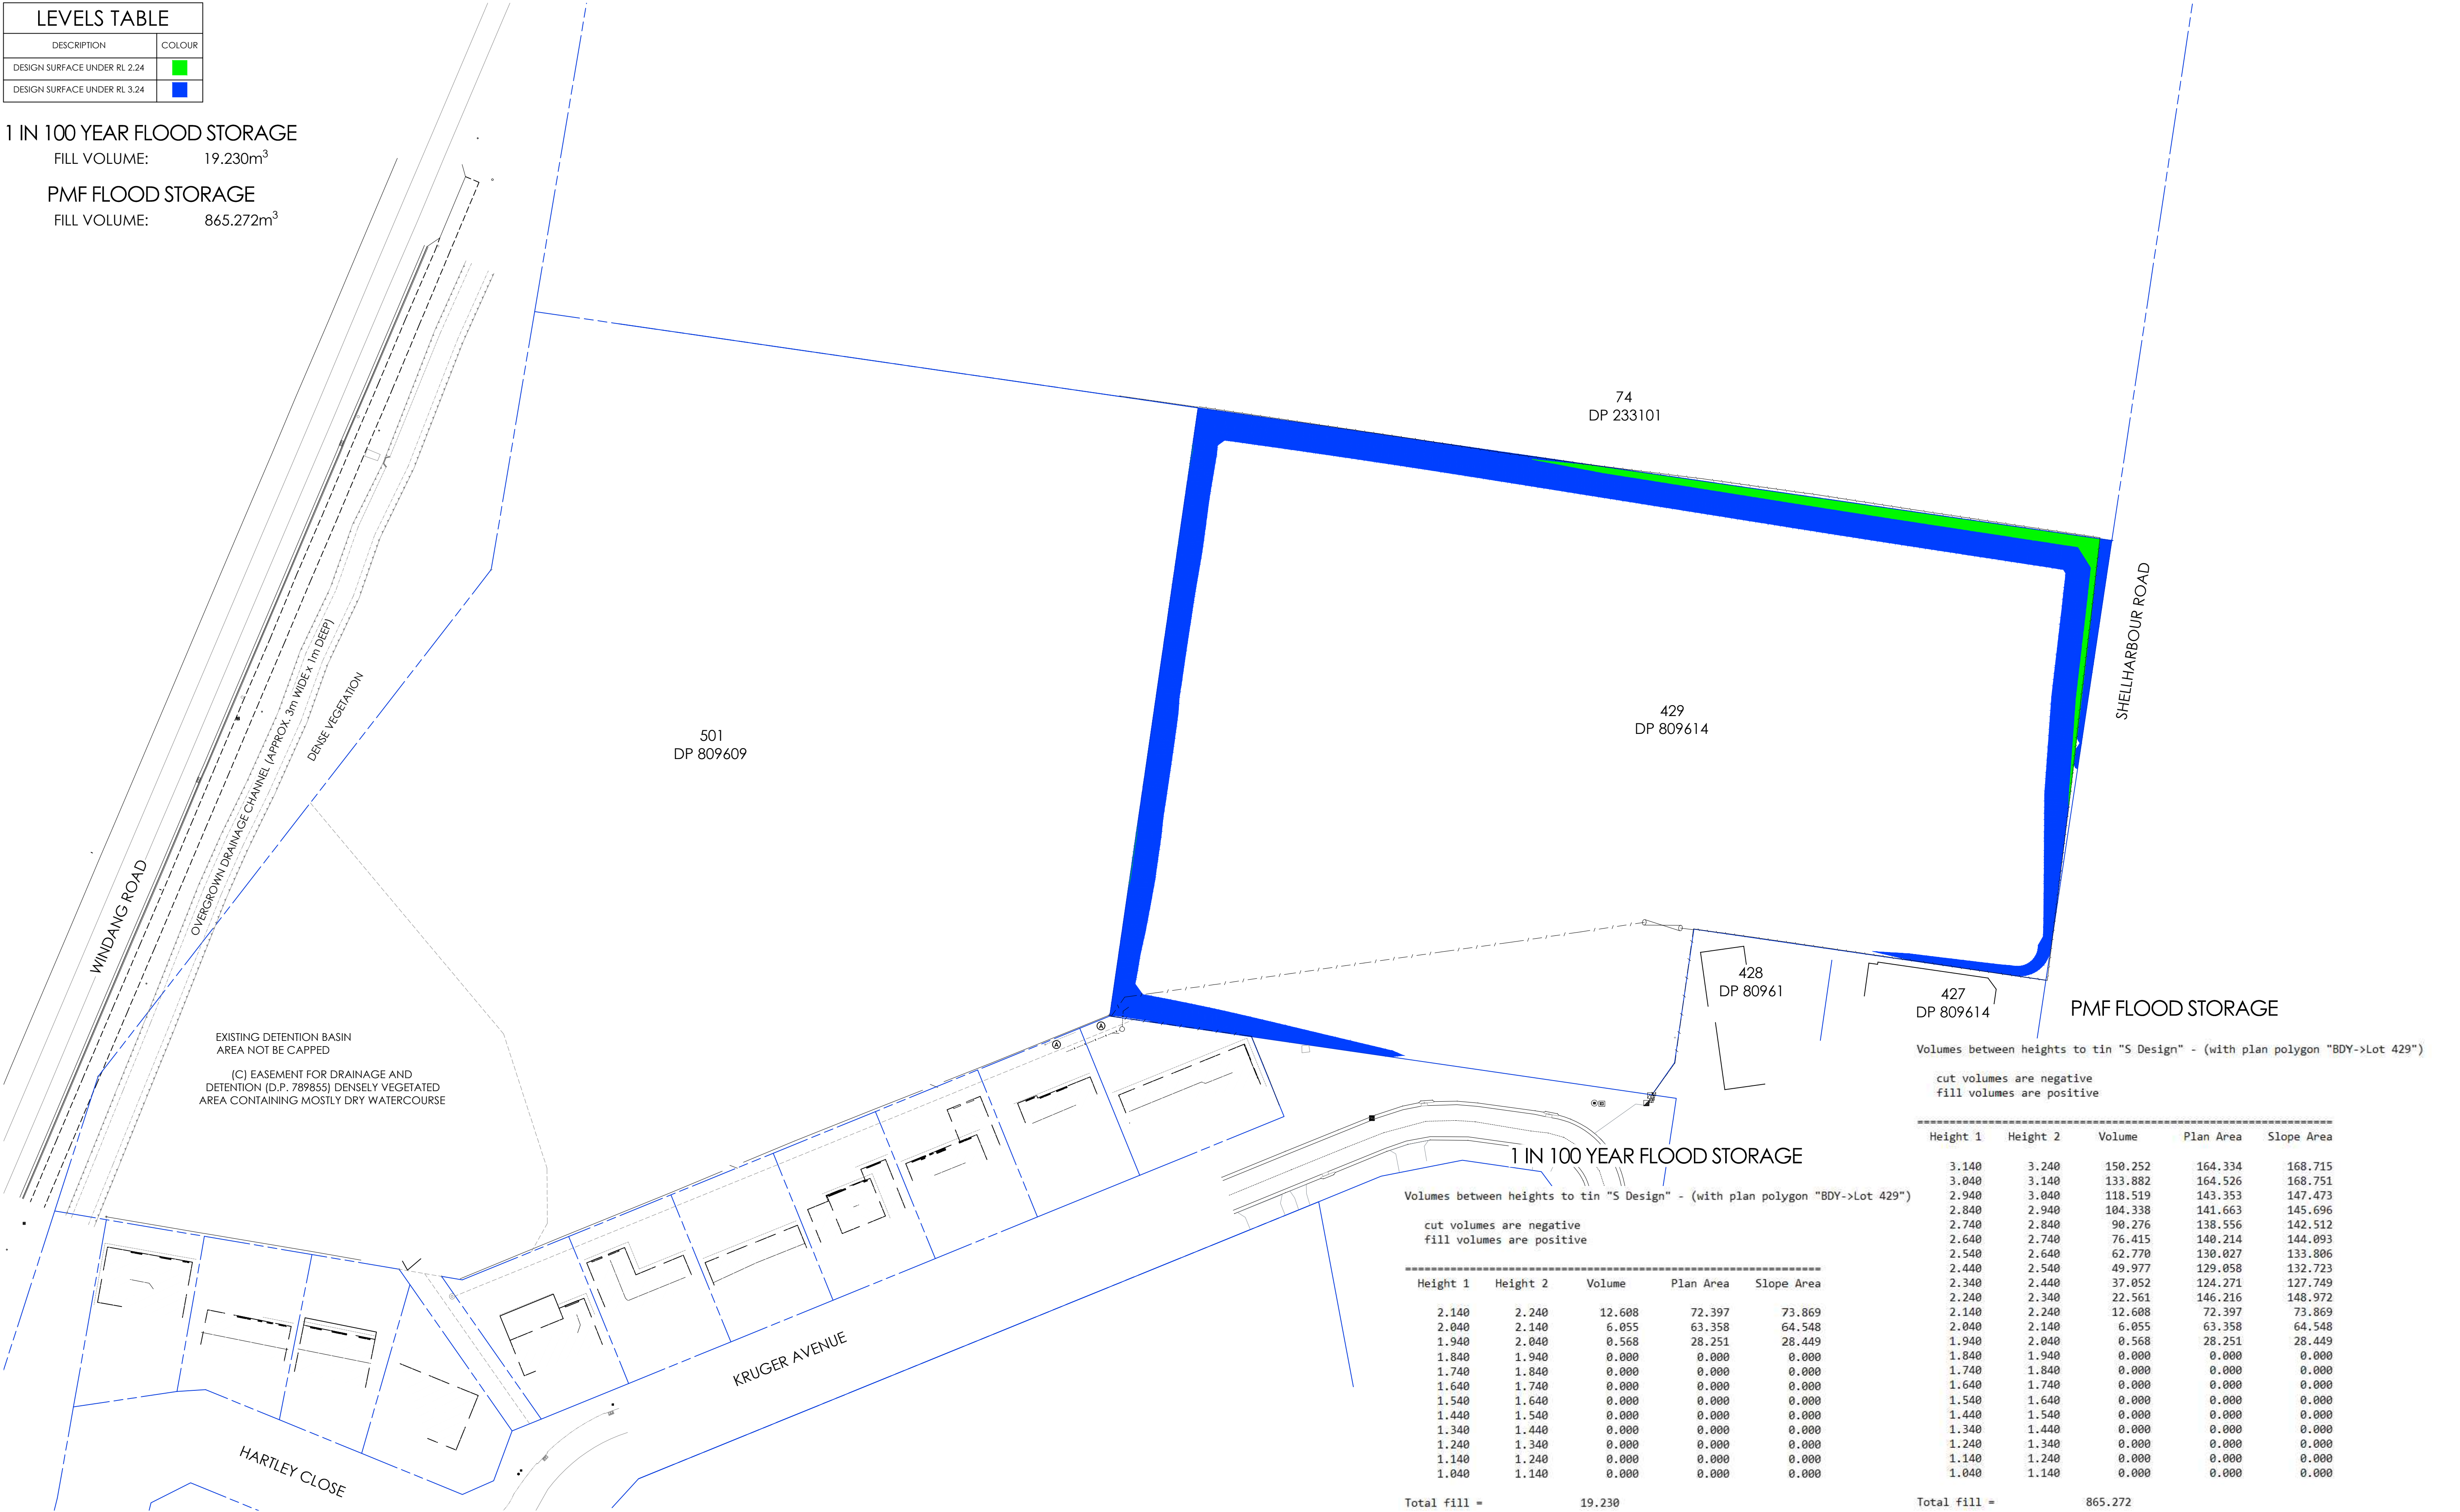 LEVELS TABLE
DESCRIPTION COLOUR
DESIGN SURFACE UNDER RL 2.24
DESIGN SURFACE UNDER RL 3.24
1 IN 100 YEAR FLOOD STORAGE
FILL VOLUME: 19.230m³
PMF FLOOD STORAGE
FILL VOLUME: 865.272m³
74
DP 233101
SHELLHARBOUR ROAD
429
DP 809614
501
DP 809609
OVERGROWN DRAINAGE CHANNEL (APPROX. 3m WIDE x 1m DEEP)
DENSE VEGETATION
WINDANG ROAD
428
DP 80961
427
DP 809614
A
A
EXISTING DETENTION BASIN
AREA NOT BE CAPPED
(C) EASEMENT FOR DRAINAGE AND
DETENTION (D.P. 789855) DENSELY VEGETATED
AREA CONTAINING MOSTLY DRY WATERCOURSE
KRUGER AVENUE
HARTLEY CLOSE
1 IN 100 YEAR FLOOD STORAGE
Volumes between heights to tin "S Design" - (with plan polygon "BDY->Lot 429")
cut volumes are negative
fill volumes are positive
Height 1 Height 2 Volume Plan Area Slope Area
2.140 2.240 12.608 72.397 73.869
2.040 2.140 6.055 63.358 64.548
1.940 2.040 0.568 28.251 28.449
1.840 1.940 0.000 0.000 0.000
1.740 1.840 0.000 0.000 0.000
1.640 1.740 0.000 0.000 0.000
1.540 1.640 0.000 0.000 0.000
1.440 1.540 0.000 0.000 0.000
1.340 1.440 0.000 0.000 0.000
1.240 1.340 0.000 0.000 0.000
1.140 1.240 0.000 0.000 0.000
1.040 1.140 0.000 0.000 0.000
Total fill = 19.230
PMF FLOOD STORAGE
Volumes between heights to tin "S Design" - (with plan polygon "BDY->Lot 429")
cut volumes are negative
fill volumes are positive
Height 1 Height 2 Volume Plan Area Slope Area
3.140 3.240 150.252 164.334 168.715
3.040 3.140 133.882 164.526 168.751
2.940 3.040 118.519 143.353 147.473
2.840 2.940 104.338 141.663 145.696
2.740 2.840 90.276 138.556 142.512
2.640 2.740 76.415 140.214 144.093
2.540 2.640 62.770 130.027 133.806
2.440 2.540 49.977 129.058 132.723
2.340 2.440 37.052 124.271 127.749
2.240 2.340 22.561 146.216 148.972
2.140 2.240 12.608 72.397 73.869
2.040 2.140 6.055 63.358 64.548
1.940 2.040 0.568 28.251 28.449
1.840 1.940 0.000 0.000 0.000
1.740 1.840 0.000 0.000 0.000
1.640 1.740 0.000 0.000 0.000
1.540 1.640 0.000 0.000 0.000
1.440 1.540 0.000 0.000 0.000
1.340 1.440 0.000 0.000 0.000
1.240 1.340 0.000 0.000 0.000
1.140 1.240 0.000 0.000 0.000
1.040 1.140 0.000 0.000 0.000
Total fill = 865.272